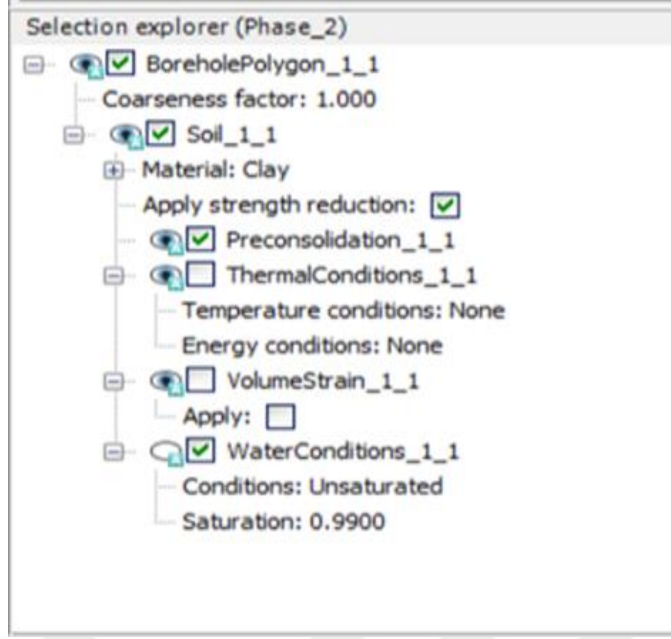 Selection explorer (Phase_2)
BoreholePolygon_1_1
Coarseness factor: 1.000
Soil_1_1
Material: Clay
Apply strength reduction:
Preconsolidation_1_1
ThermalConditions_1_1
Temperature conditions: None
Energy conditions: None
VolumeStrain_1_1
Apply:
WaterConditions_1_1
Conditions: Unsaturated
Saturation: 0.9900